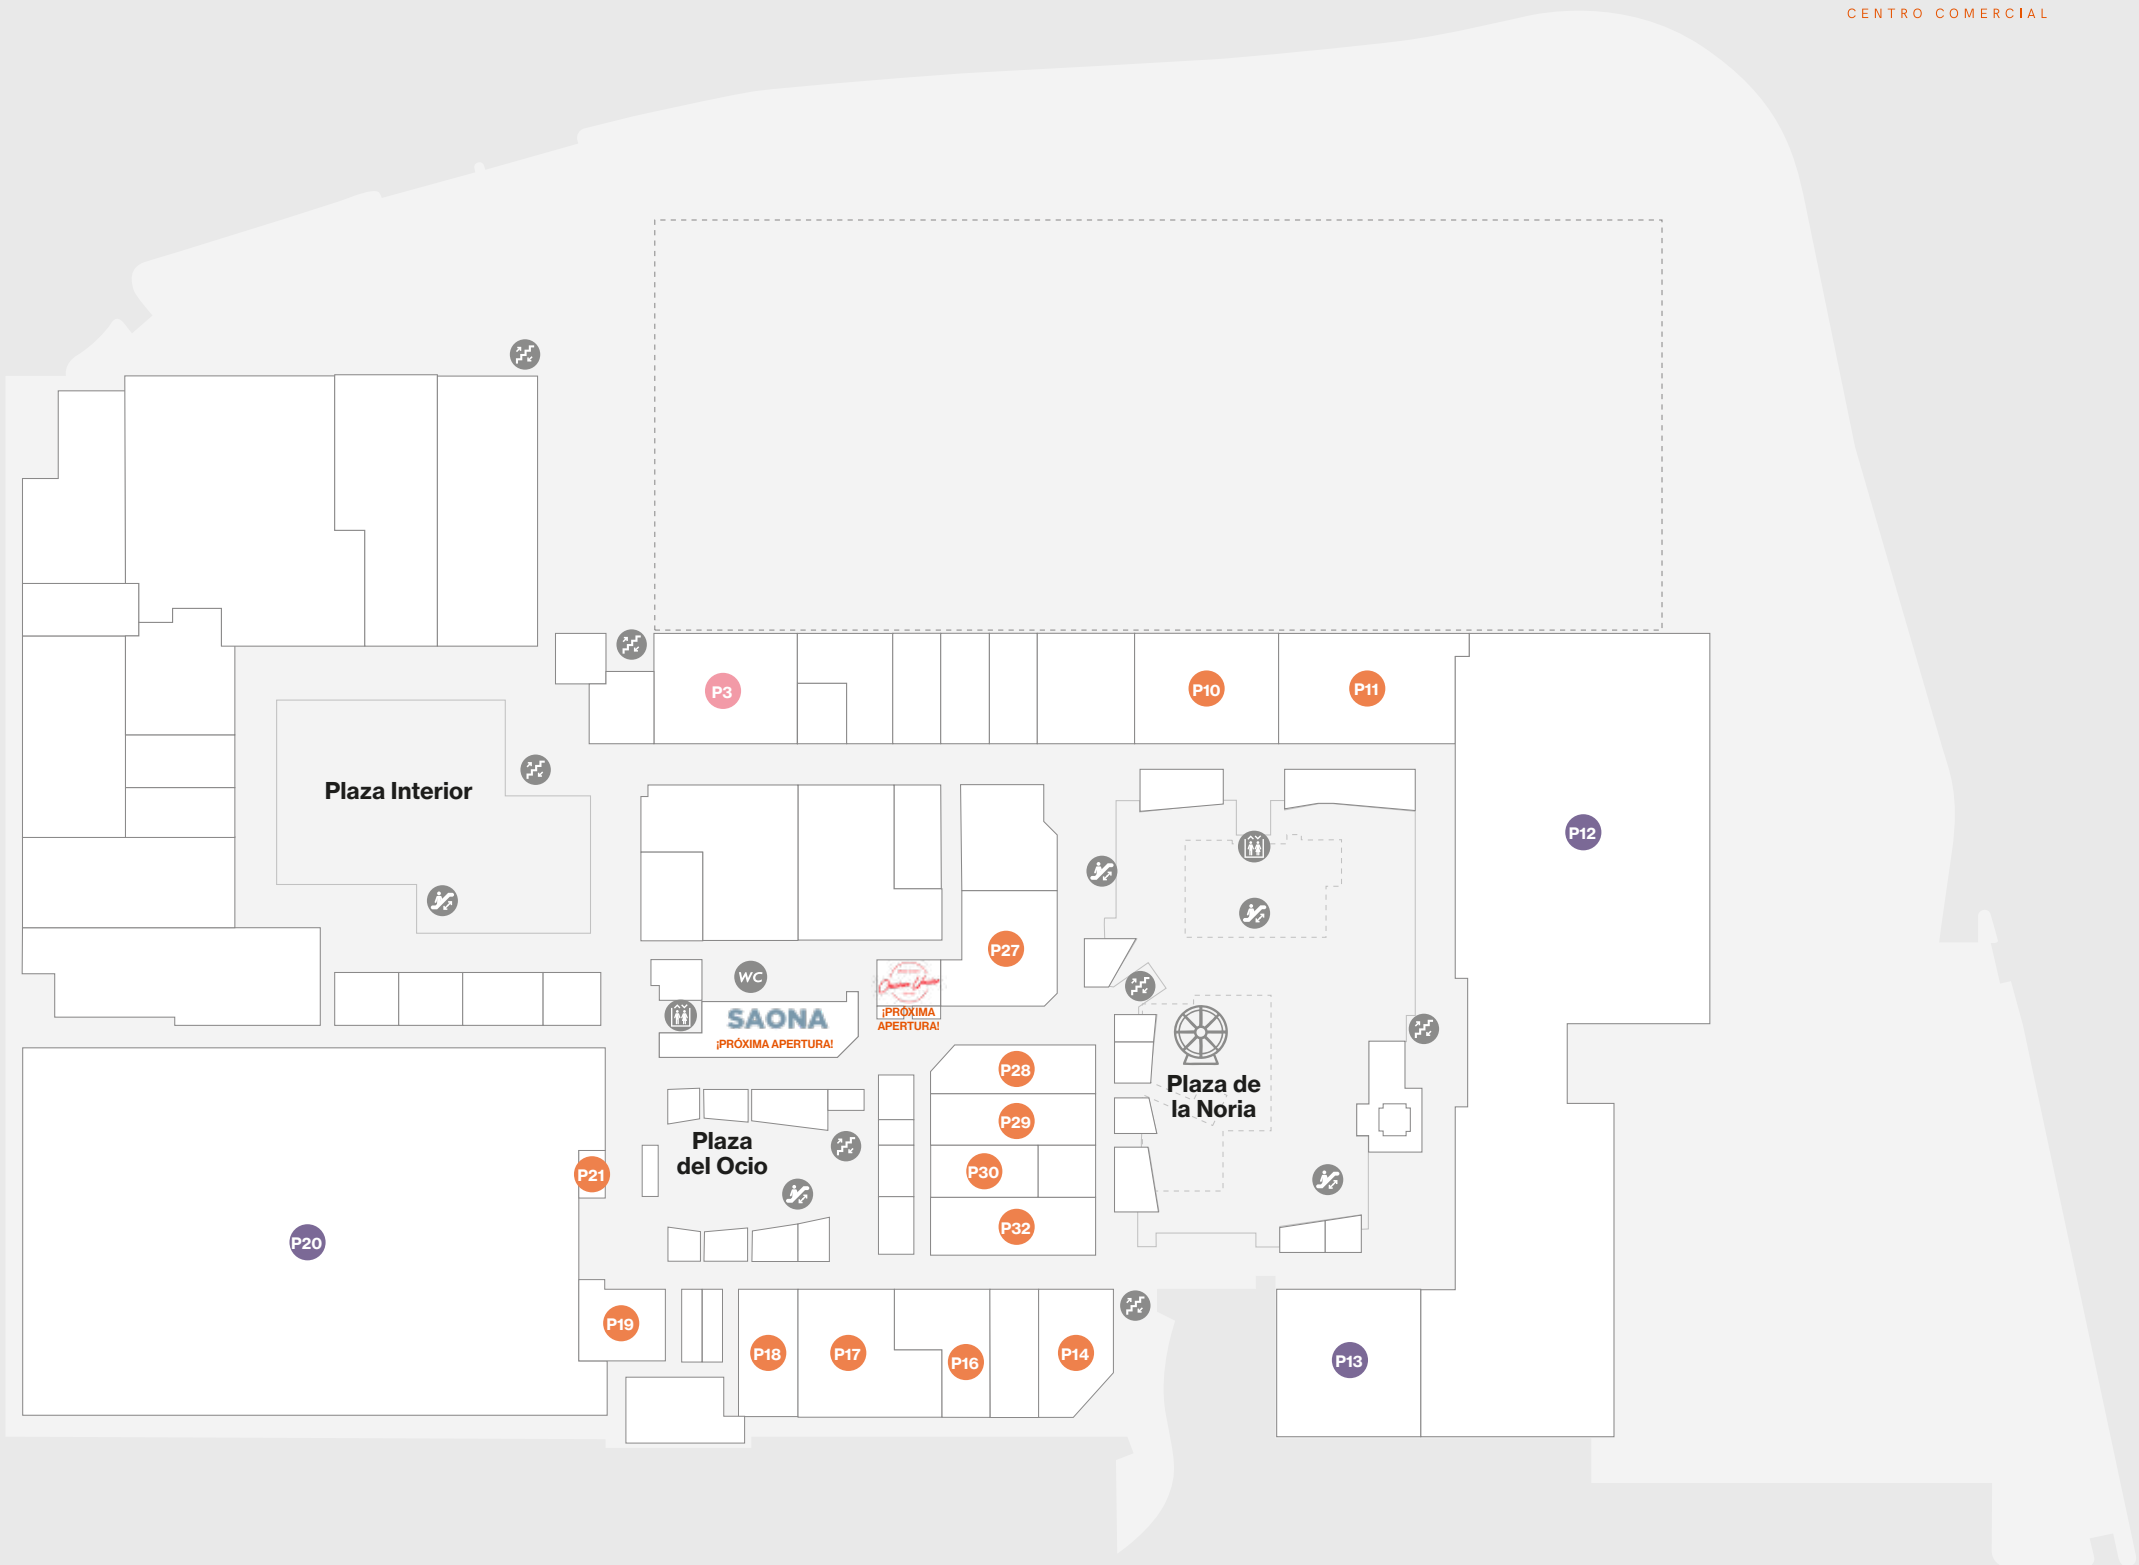 CENTRO COMERCIAL
P3
P10
P11
Plaza Interior
P12
P27
WC
SAONA
¡PRÓXIMA APERTURA!
¡PRÓXIMA
APERTURA!
P28
Plaza de
la Noria
P29
Plaza
del Ocio
P21
P30
P32
P20
P19
P18
P17
P16
P14
P13